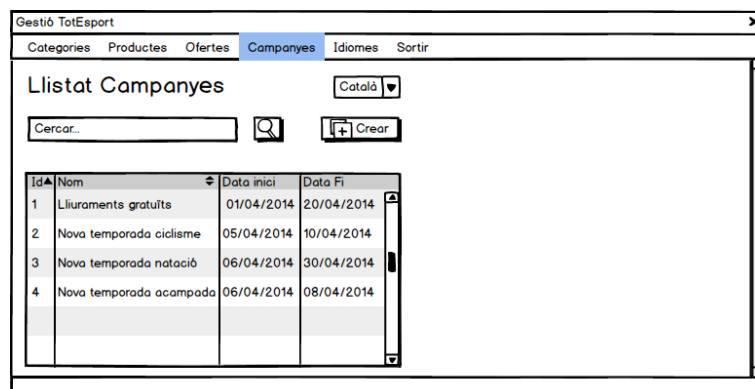 Gestió TotEsport
Categories Productes Ofertes Campanyes Idiomes Sortir
Llistat Campanyes Català
Cercar... Crear
Id Nom Data inici Data Fi
1 Lliuraments gratuïts 01/04/2014 20/04/2014
2 Nova temporada ciclisme 05/04/2014 10/04/2014
3 Nova temporada natació 06/04/2014 30/04/2014
4 Nova temporada acampada 06/04/2014 08/04/2014